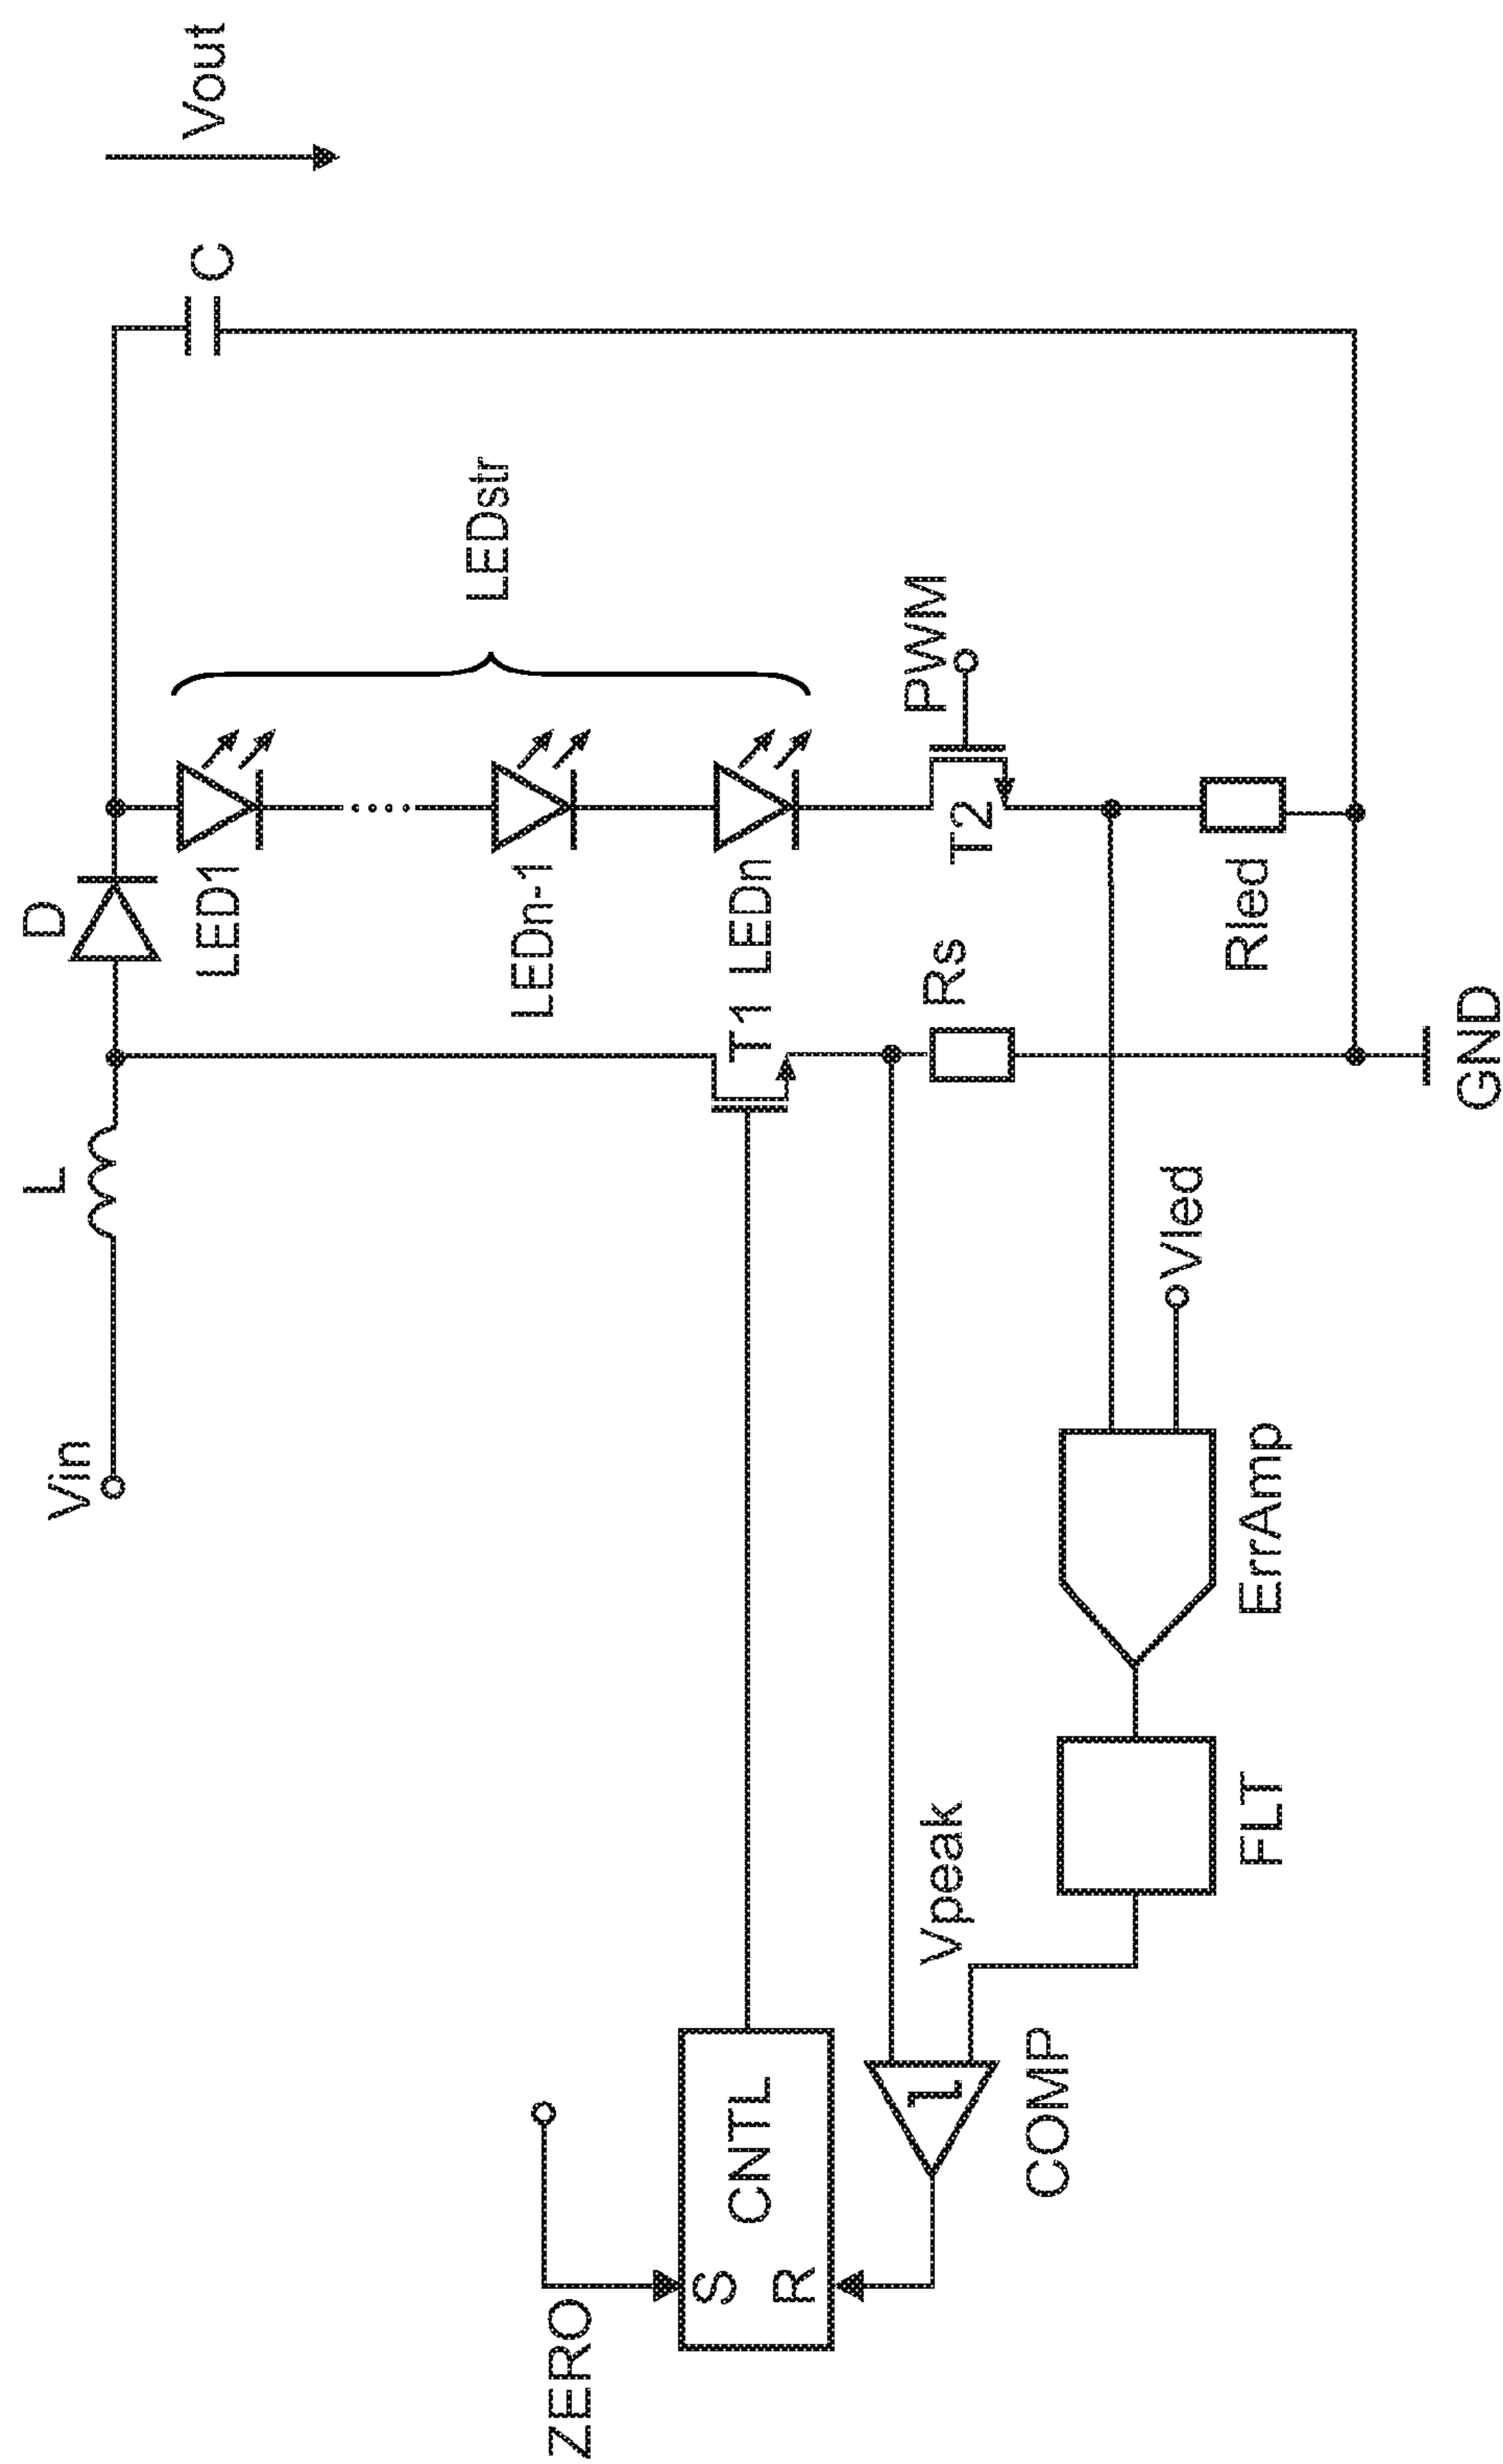 Vin
L
D
C
Vout
LED1
LEDn-1
LEDn
LEDstr
T1
T2
PWM
Rs
Rled
GND
Vled
ErrAmp
FLT
Vpeak
COMP
ZERO
S
CNTL
R